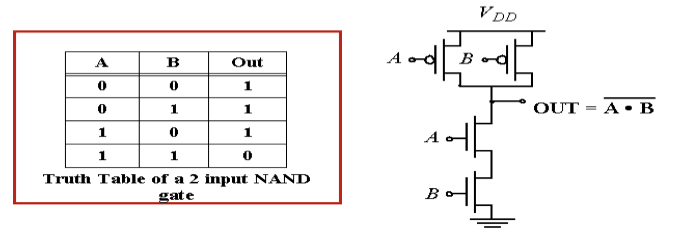 A B Out
0 0 1
0 1 1
1 0 1
1 1 0
Truth Table of a 2 input NAND
gate
VDD
A B
OUT = A • B
A
B